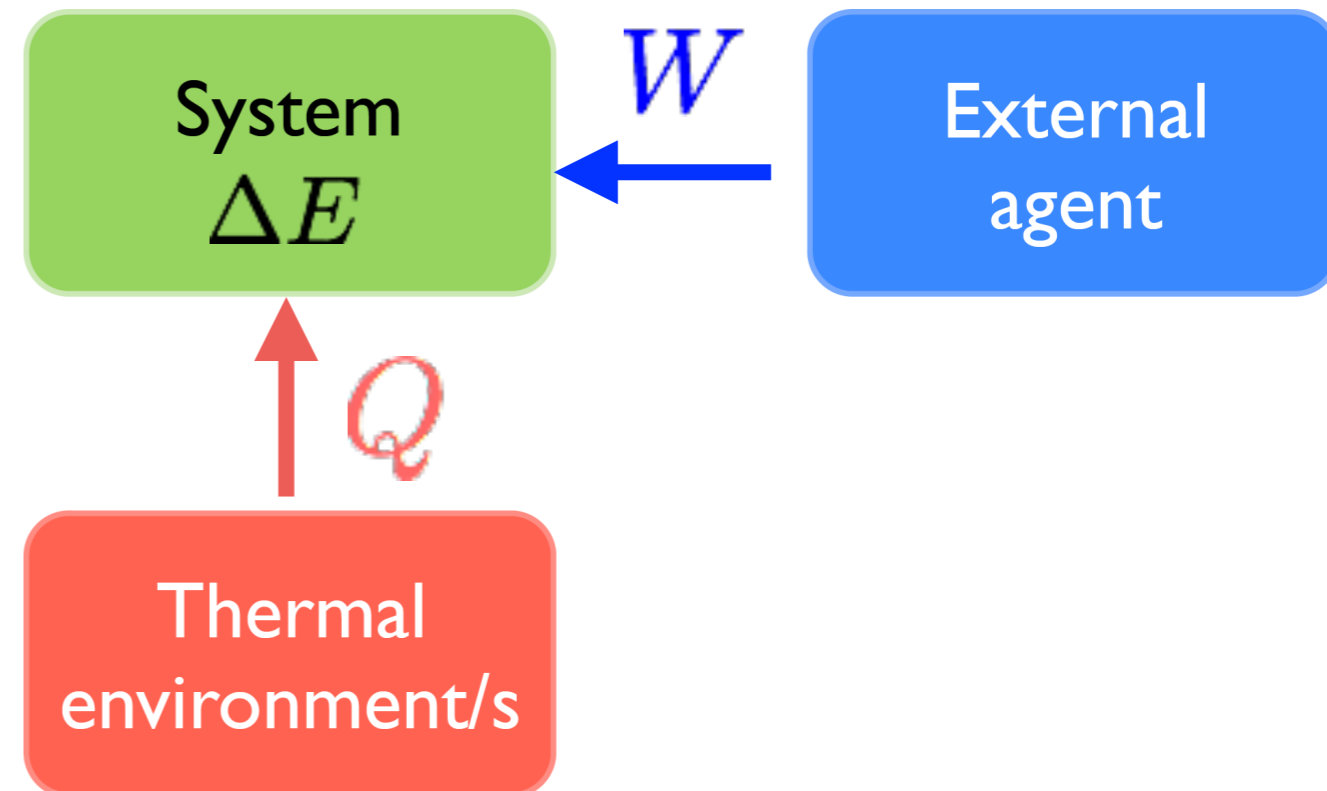 System
ΔE
W
External
agent
Q
Thermal
environment/s